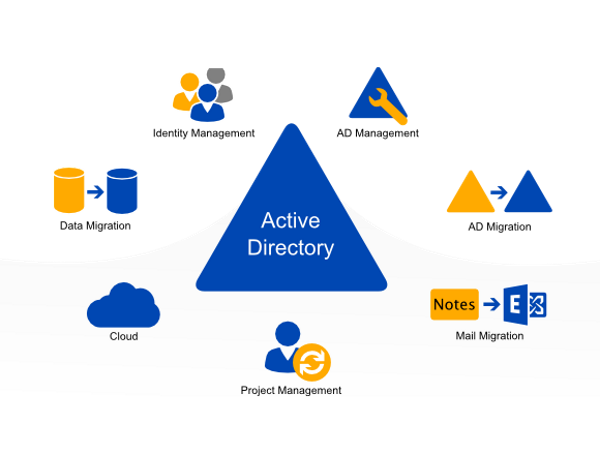 Identity Management
AD Management
Active
Directory
Data Migration
AD Migration
Notes
E
Cloud
Mail Migration
Project Management